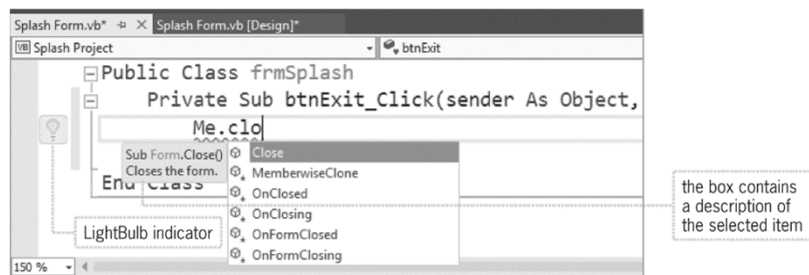 Splash Form.vb* Splash Form.vb [Design]*
VB Splash Project btnExit
Public Class frmSplash
Private Sub btnExit_Click(sender As Object,
Me.clo
Sub Form.Close()
Closes the form.
Close
MemberwiseClone
OnClosed
OnClosing
OnFormClosed
OnFormClosing
End Class
LightBulb indicator
the box contains
a description of
the selected item
150 %